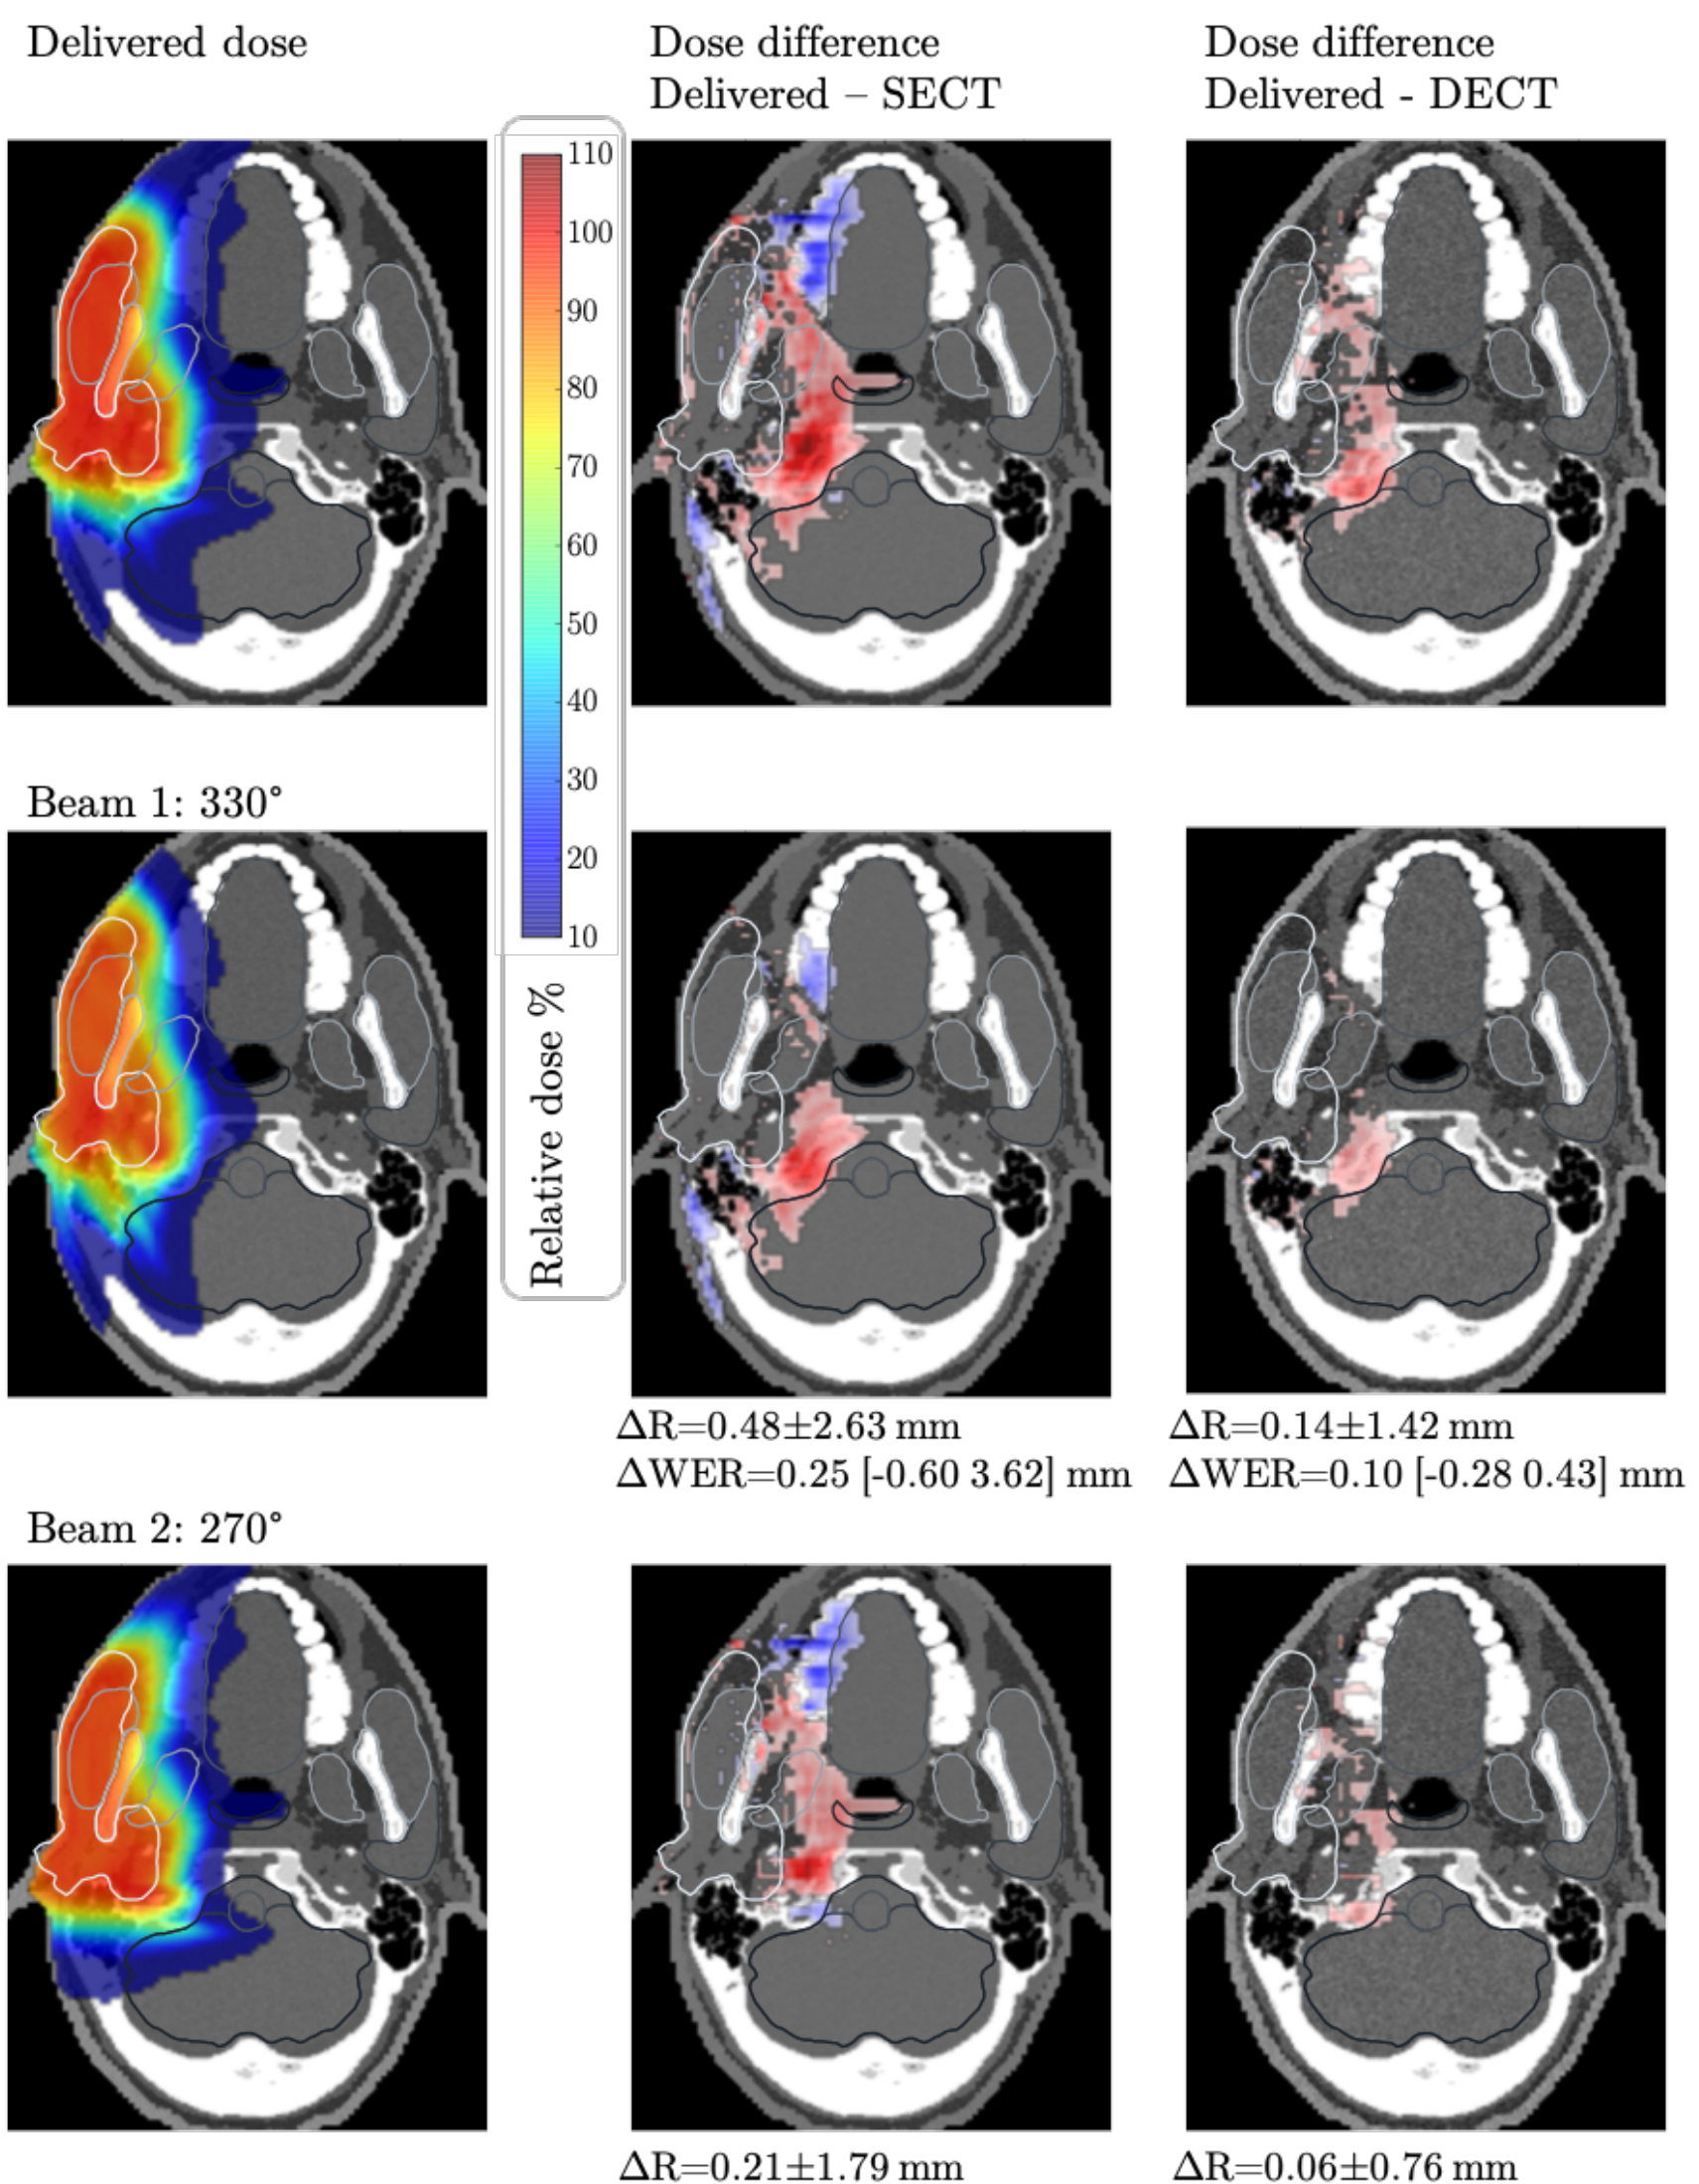 Delivered dose
Dose difference
Delivered – SECT
Dose difference
Delivered - DECT
110
100
90
80
70
60
50
40
30
20
10
Relative dose %
Beam 1: 330°
ΔR=0.48±2.63 mm
ΔWER=0.25 [-0.60 3.62] mm
ΔR=0.14±1.42 mm
ΔWER=0.10 [-0.28 0.43] mm
Beam 2: 270°
ΔR=0.21±1.79 mm
ΔR=0.06±0.76 mm